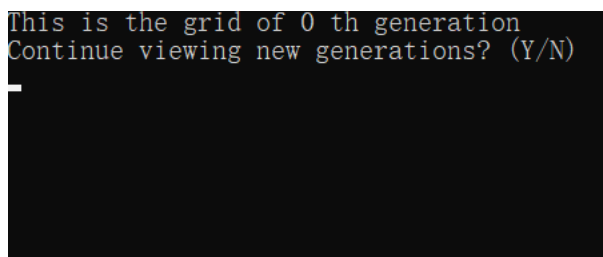 This is the grid of 0 th generation
Continue viewing new generations? (Y/N)